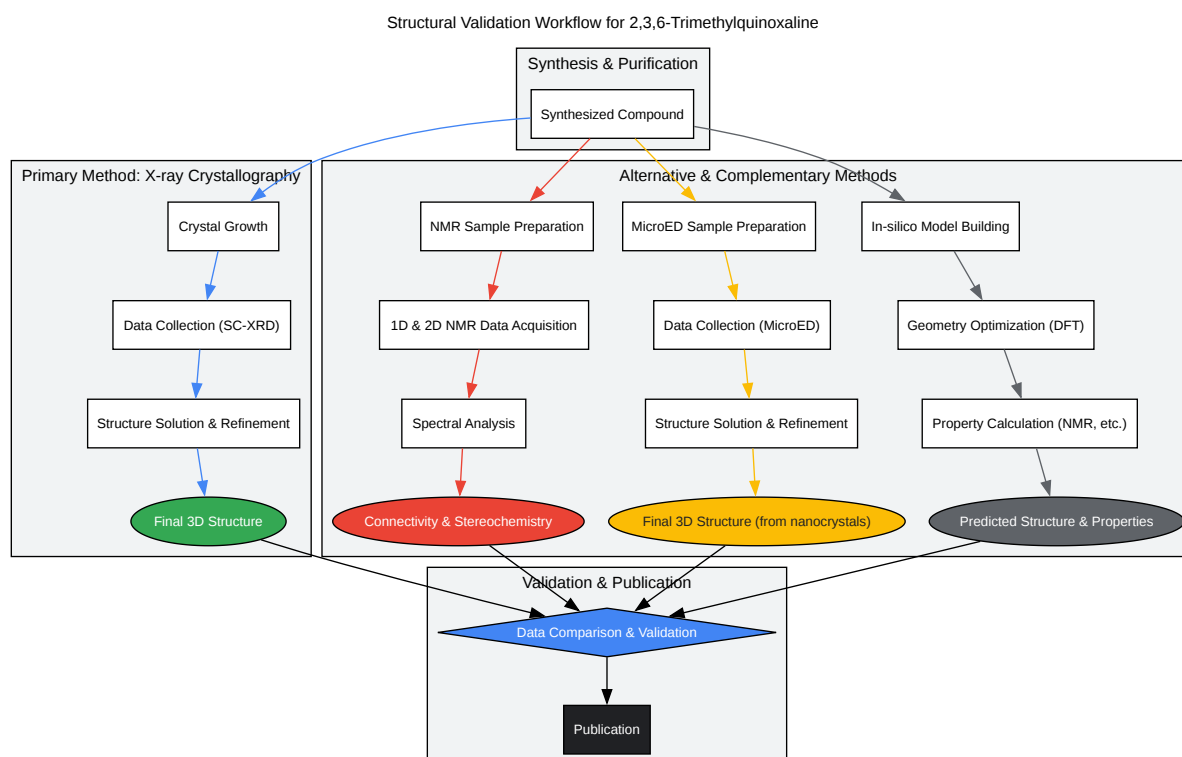 Structural Validation Workflow for 2,3,6-Trimethylquinoxaline
Synthesis & Purification
Synthesized Compound
Primary Method: X-ray Crystallography
Alternative & Complementary Methods
Crystal Growth
NMR Sample Preparation
MicroED Sample Preparation
In-silico Model Building
Data Collection (SC-XRD)
1D & 2D NMR Data Acquisition
Data Collection (MicroED)
Geometry Optimization (DFT)
Structure Solution & Refinement
Spectral Analysis
Structure Solution & Refinement
Property Calculation (NMR, etc.)
Final 3D Structure
Connectivity & Stereochemistry
Final 3D Structure (from nanocrystals)
Predicted Structure & Properties
Validation & Publication
Data Comparison & Validation
Publication